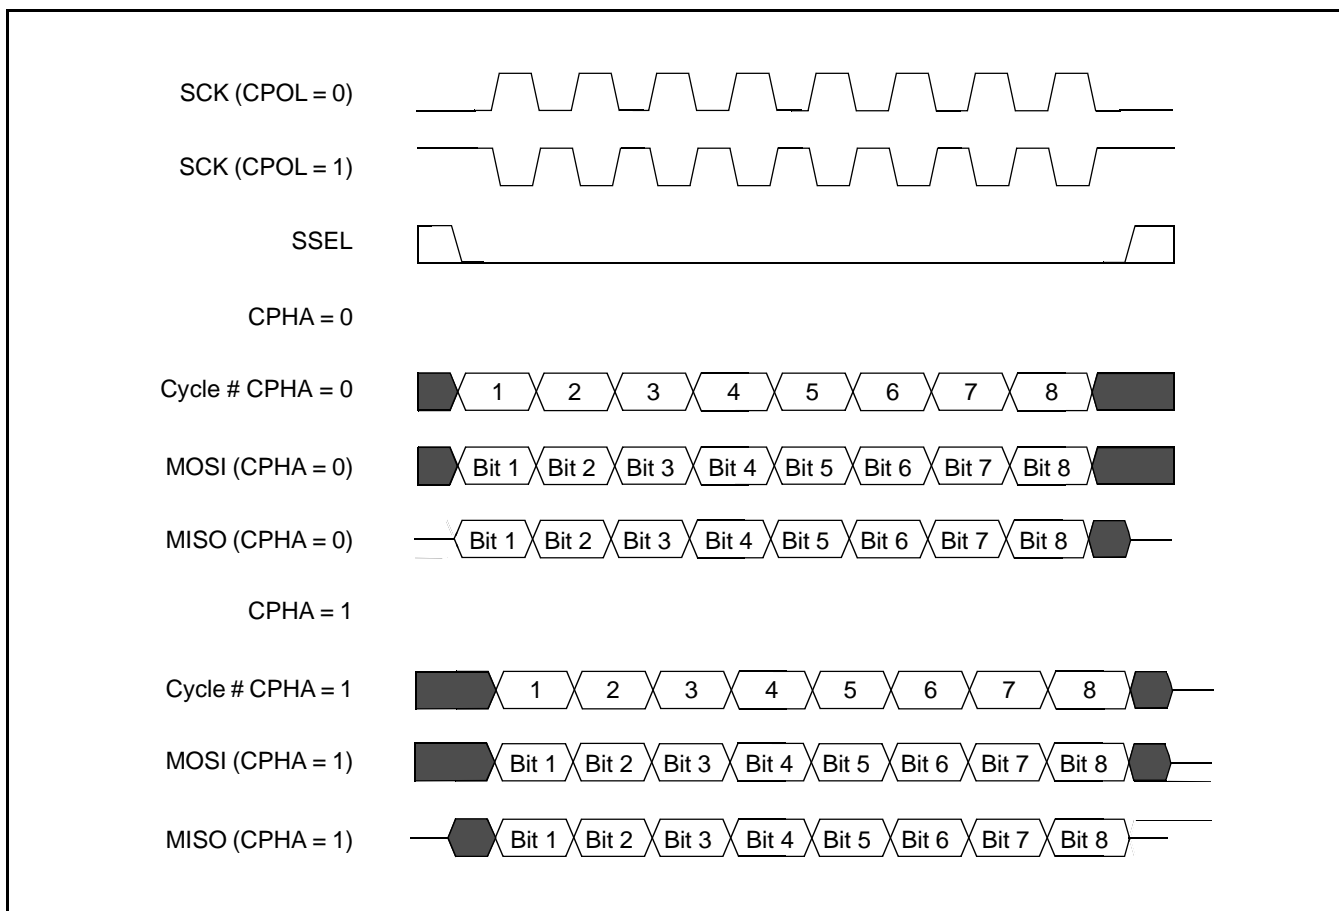 SCK (CPOL = 0)
SCK (CPOL = 1)
SSEL
CPHA = 0
Cycle # CPHA = 0 1 2 3 4 5 6 7 8
MOSI (CPHA = 0) Bit 1 Bit 2 Bit 3 Bit 4 Bit 5 Bit 6 Bit 7 Bit 8
MISO (CPHA = 0) Bit 1 Bit 2 Bit 3 Bit 4 Bit 5 Bit 6 Bit 7 Bit 8
CPHA = 1
Cycle # CPHA = 1 1 2 3 4 5 6 7 8
MOSI (CPHA = 1) Bit 1 Bit 2 Bit 3 Bit 4 Bit 5 Bit 6 Bit 7 Bit 8
MISO (CPHA = 1) Bit 1 Bit 2 Bit 3 Bit 4 Bit 5 Bit 6 Bit 7 Bit 8